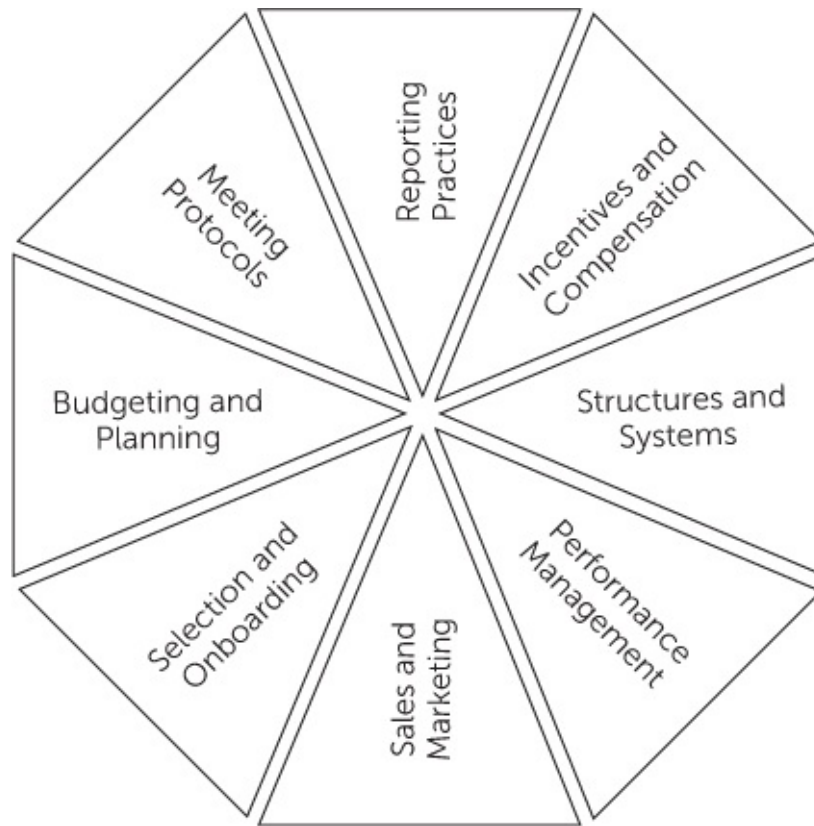 Reporting
Practices
Incentives and
Compensation
Structures and
Systems
Performance
Management
Sales and
Marketing
Selection and
Onboarding
Budgeting and
Planning
Meeting
Protocols